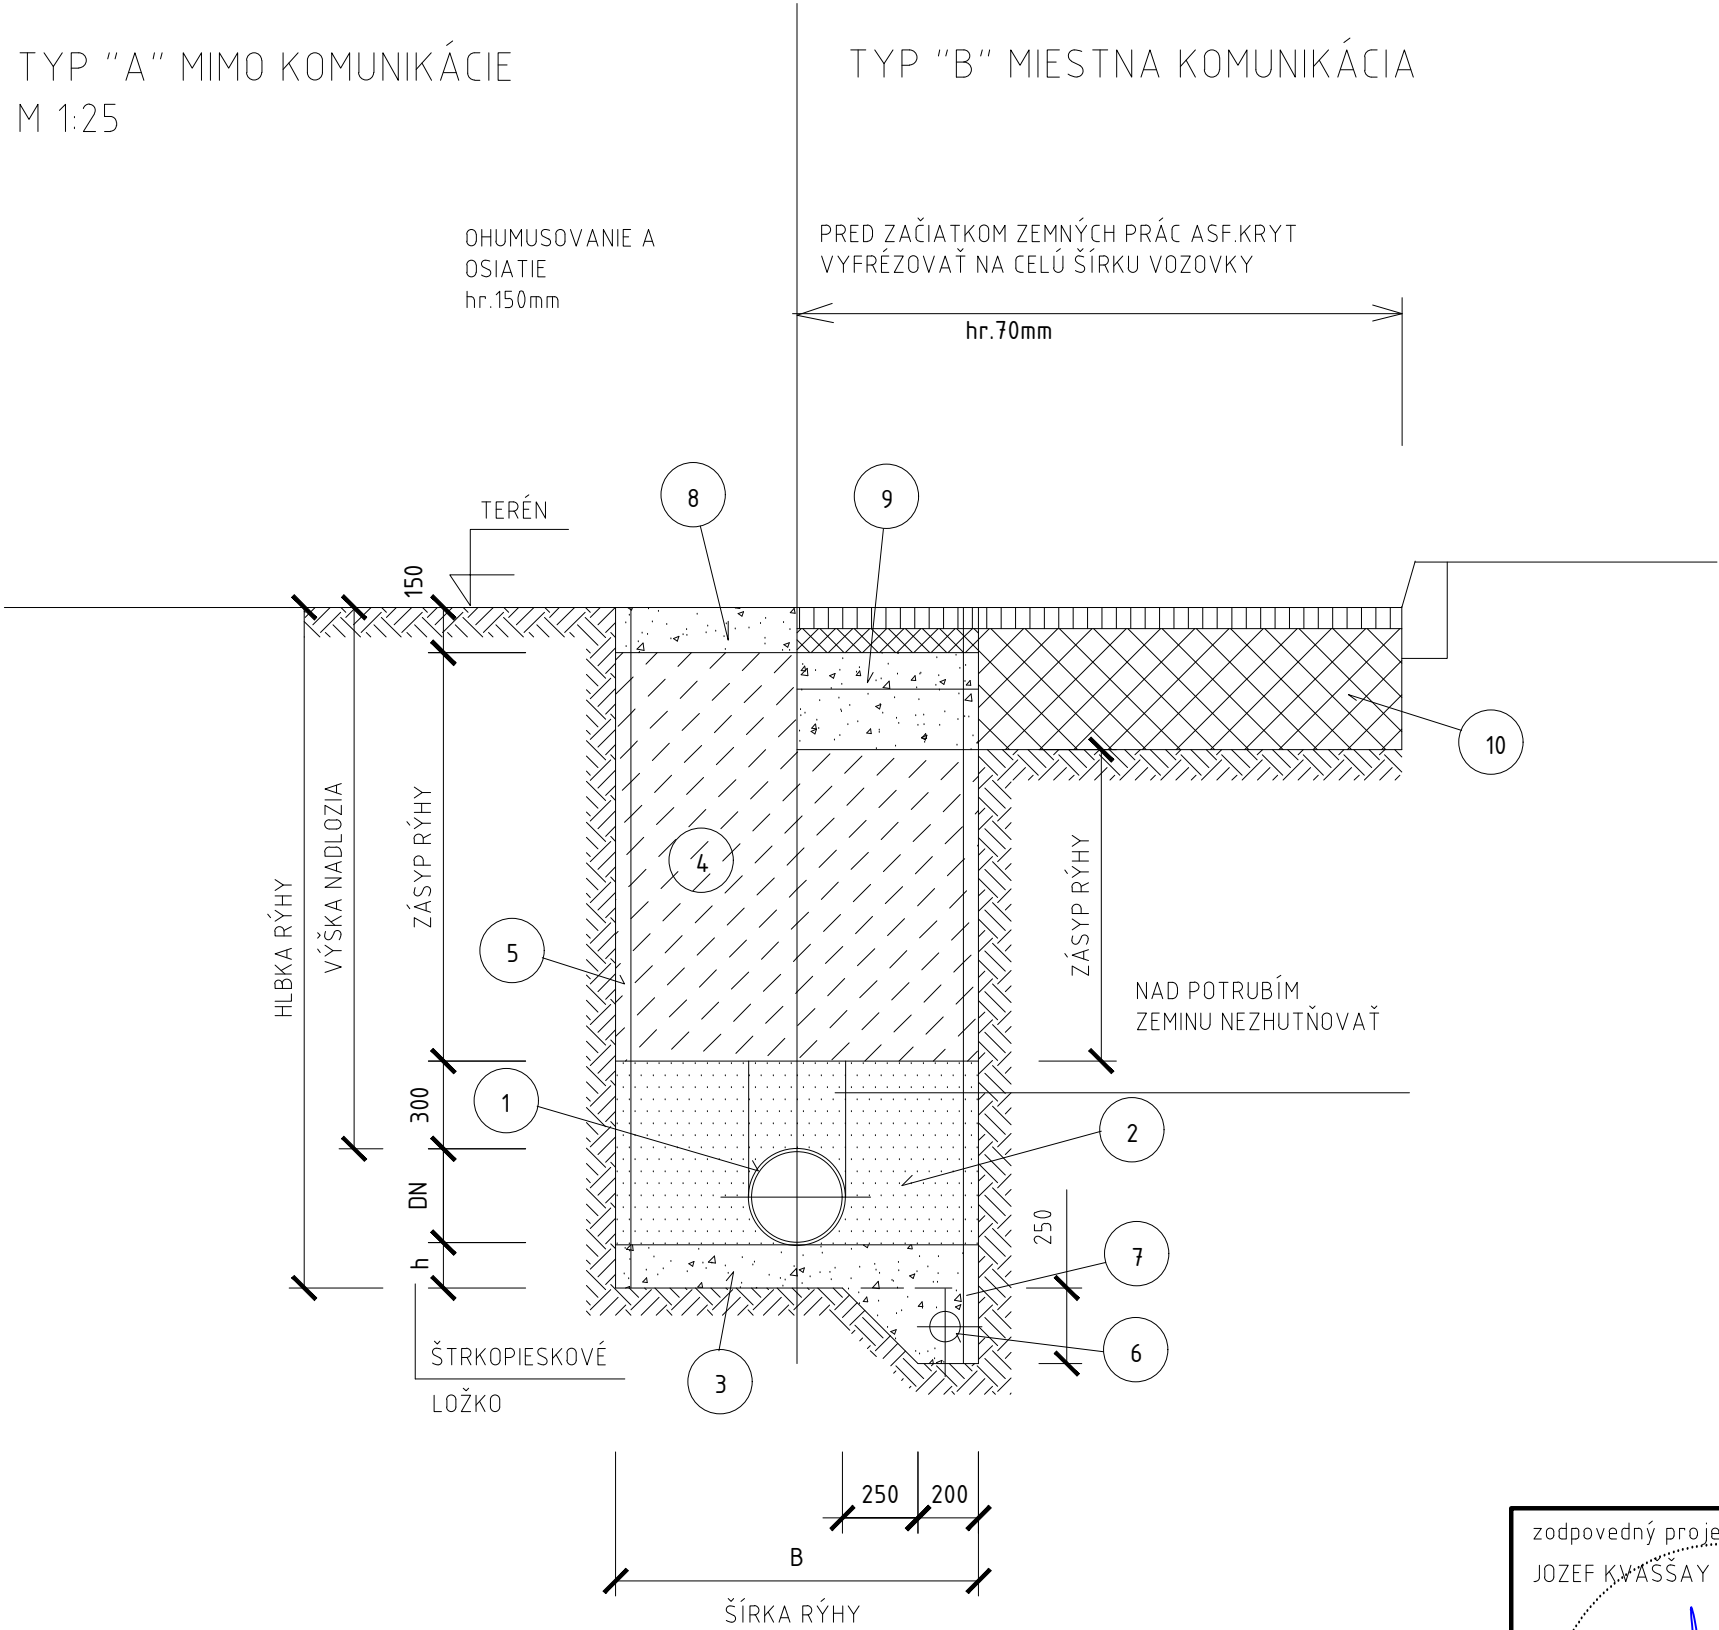 TYP "A" MIMO KOMUNIKÁCIE
M 1:25
TYP "B" MIESTNA KOMUNIKÁCIA
OHUMUSOVANIE A
OSIATIE
hr.150mm
PRED ZAČIATKOM ZEMNÝCH PRÁC ASF.KRYT
VYFRÉZOVAŤ NA CELÚ ŠÍRKU VOZOVKY
hr.70mm
8
9
TERÉN
150
10
HLBKA RÝHY
VÝŠKA NADLOZIA
ZÁSYP RÝHY
4
5
ZÁSYP RÝHY
NAD POTRUBÍM
ZEMINU NEZHUTŇOVAŤ
300
1
2
DN
250
h
7
6
ŠTRKOPIESKOVÉ
LOŽKO
3
250
200
B
ŠÍRKA RÝHY
zodpovedný proje
JOZEF KVAŠŠAY